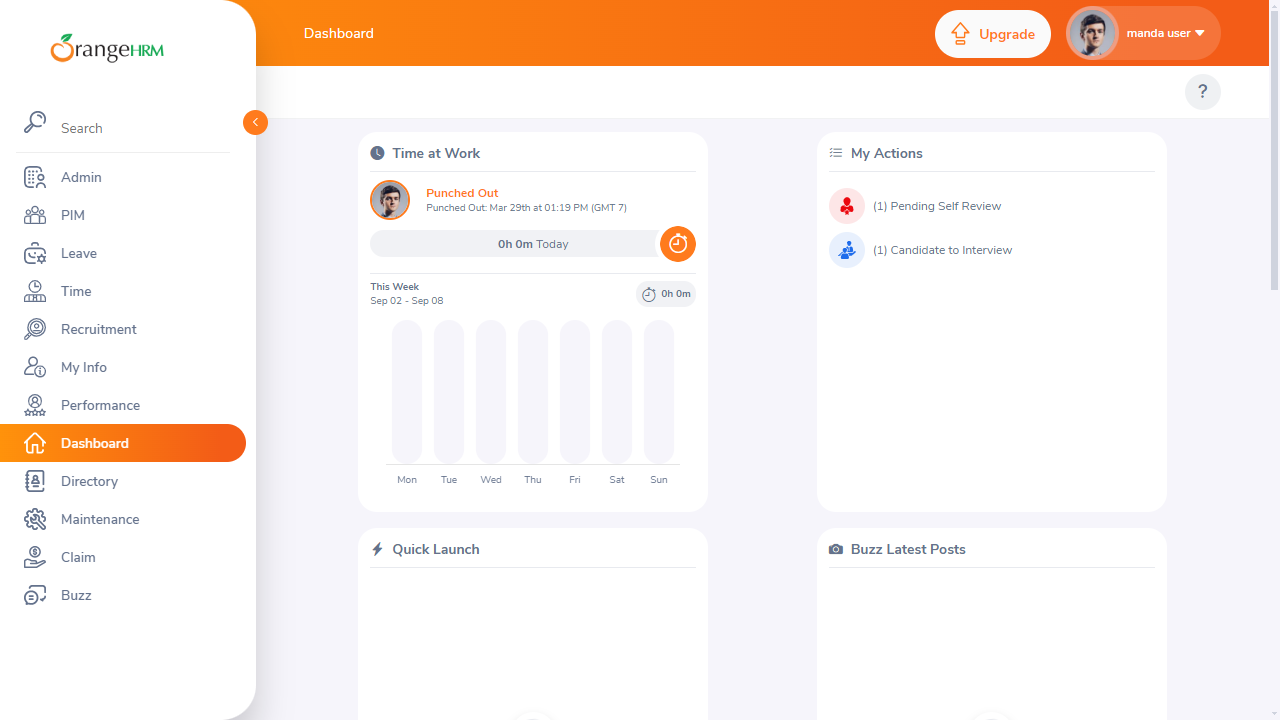 OrangeHRM
Search
Admin
PIM
Leave
Time
Recruitment
My Info
Performance
Dashboard
Directory
Maintenance
Claim
Buzz
Dashboard
Upgrade
manda user
?
Time at Work
Punched Out
Punched Out: Mar 29th at 01:19 PM (GMT 7)
0h 0m Today
This Week
Sep 02 - Sep 08
0h 0m
Mon Tue Wed Thu Fri Sat Sun
My Actions
(1) Pending Self Review
(1) Candidate to Interview
Quick Launch
Buzz Latest Posts